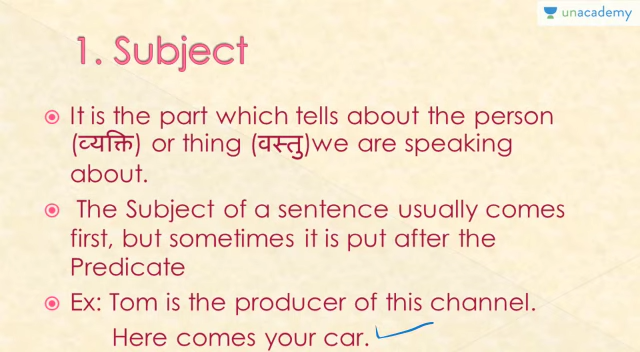 unacademy
1. Subject
It is the part which tells about the person
(व्यक्ति) or thing (वस्तु)we are speaking
about.
The Subject of a sentence usually comes
first, but sometimes it is put after the
Predicate
Ex: Tom is the producer of this channel.
Here comes your car.